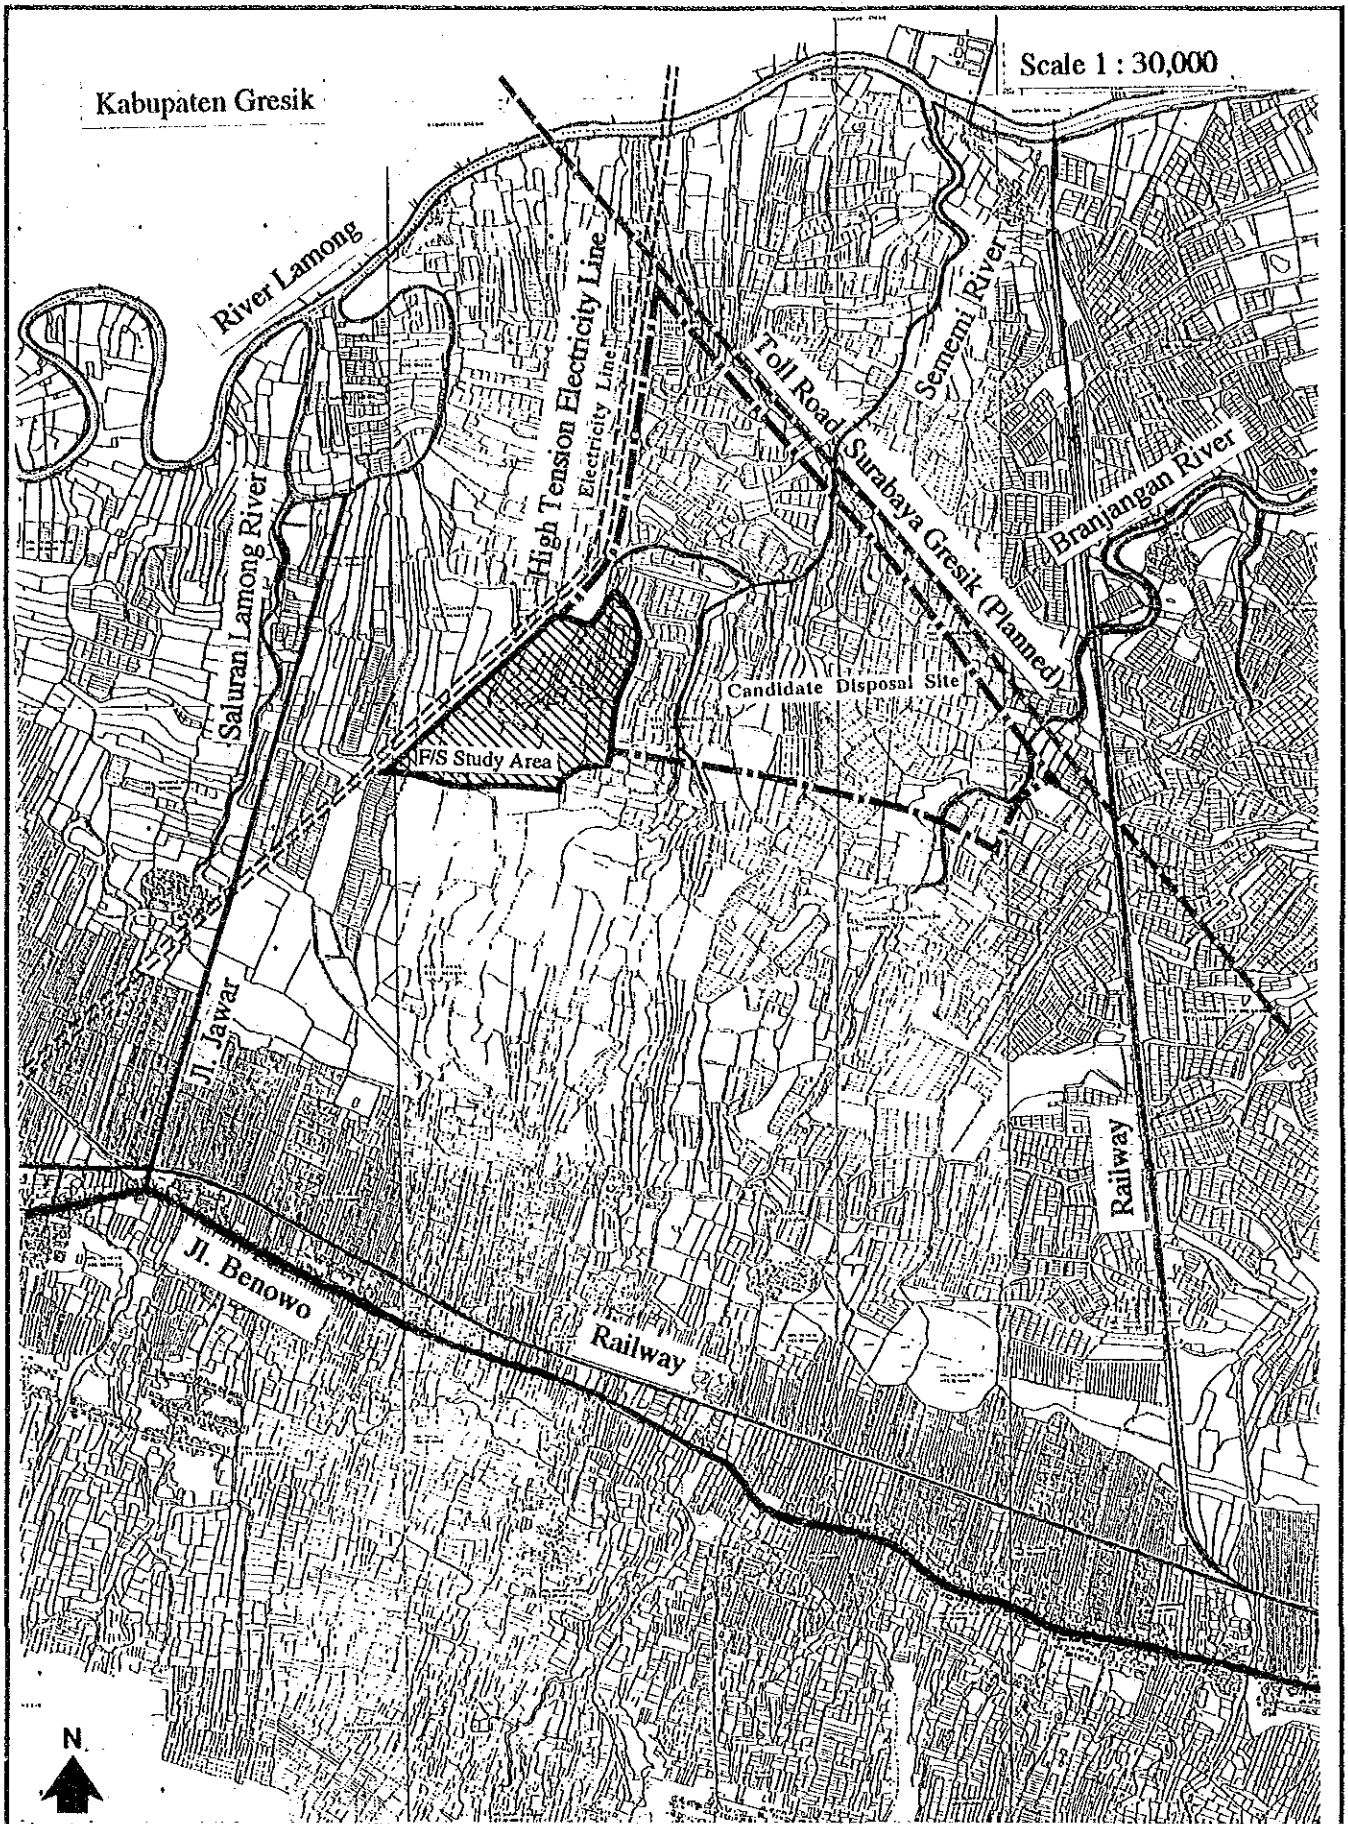 Scale 1 : 30,000
Kabupaten Gresik
River Lamong
High Tension Electricity Line
Electricity Line
Toll Road Surabaya Gresik (Planned)
Sememi River
Branjangan River
Saluran Lamong River
Candidate Disposal Site
F/S Study Area
Jl. Jawar
Railway
Jl. Benowo
Railway
N